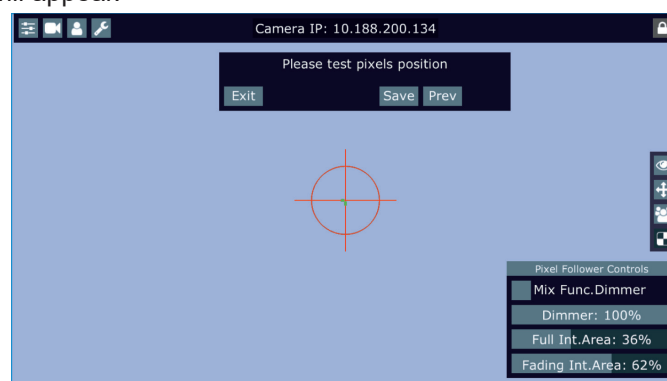 Camera IP: 10.188.200.134
Please test pixels position
Exit
Save
Prev
Pixel Follower Controls
Mix Func.Dimmer
Dimmer: 100%
Full Int.Area: 36%
Fading Int.Area: 62%